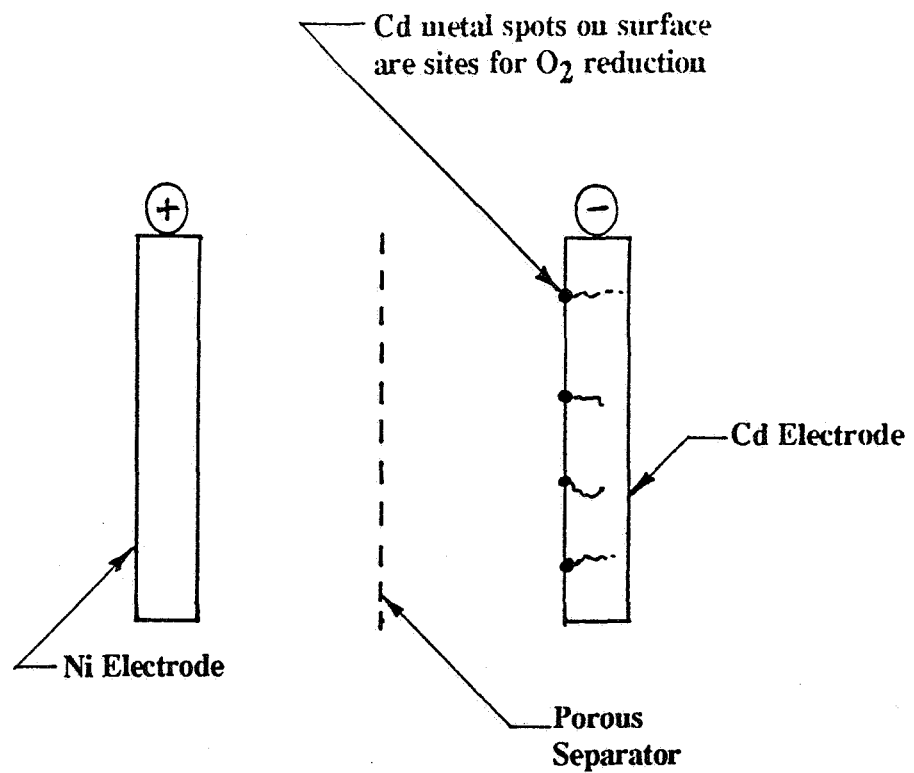 Cd metal spots on surface
are sites for O2 reduction
+
−
Cd Electrode
Ni Electrode
Porous
Separator